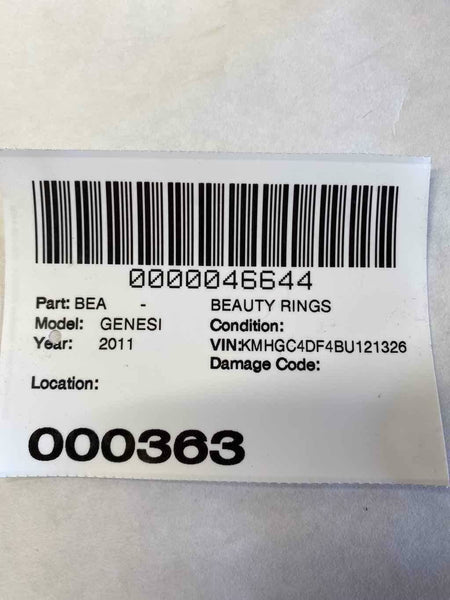 0000046644
Part: BEA - BEAUTY RINGS
Model: GENESI Condition:
Year: 2011 VIN:KMHGC4DF4BU121326
Damage Code:
Location:
000363